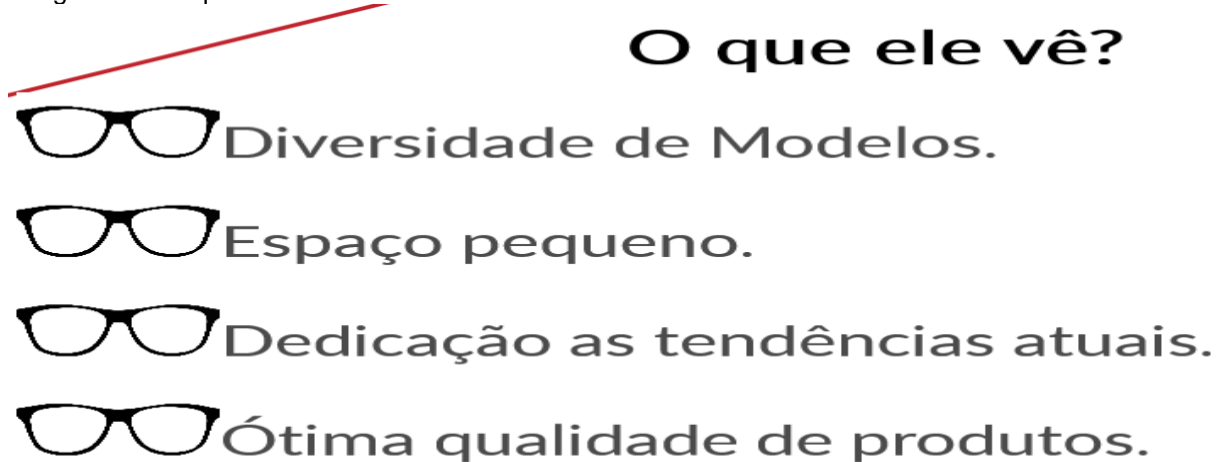 O que ele vê?
Diversidade de Modelos.
Espaço pequeno.
Dedicação as tendências atuais.
Ótima qualidade de produtos.